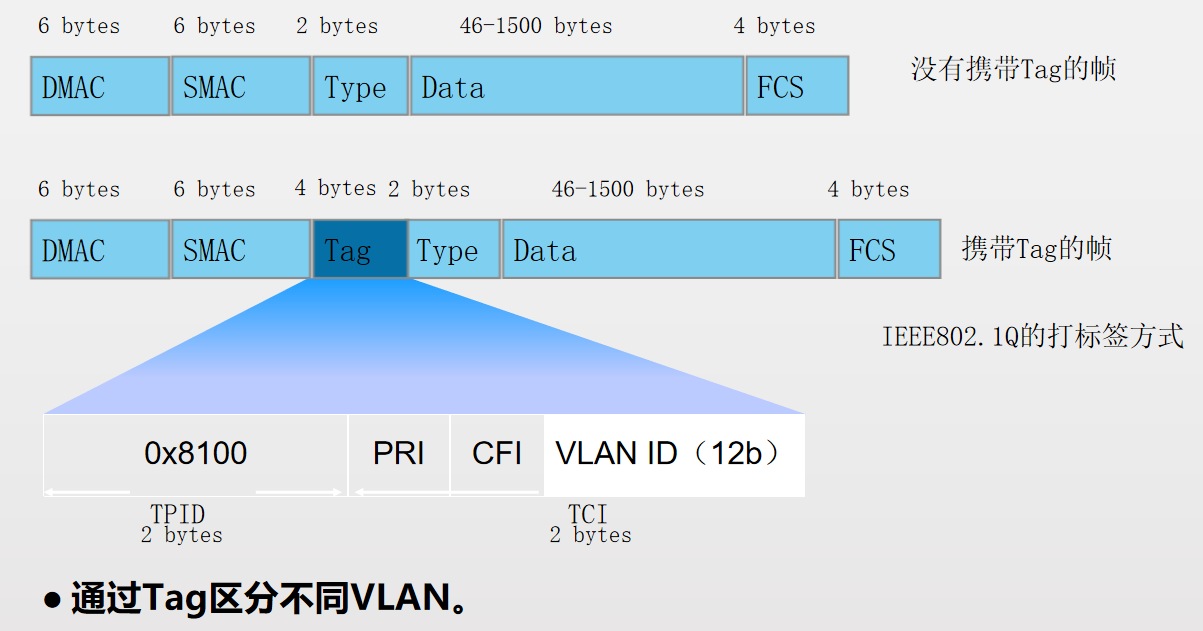 6 bytes 6 bytes 2 bytes 46-1500 bytes 4 bytes
DMAC SMAC Type Data FCS 没有携带Tag的帧
6 bytes 6 bytes 4 bytes 2 bytes 46-1500 bytes 4 bytes
DMAC SMAC Tag Type Data FCS 携带Tag的帧
IEEE802.1Q的打标签方式
0x8100 PRI CFI VLAN ID（12b）
TPID TCI
2 bytes 2 bytes
● 通过Tag区分不同VLAN。